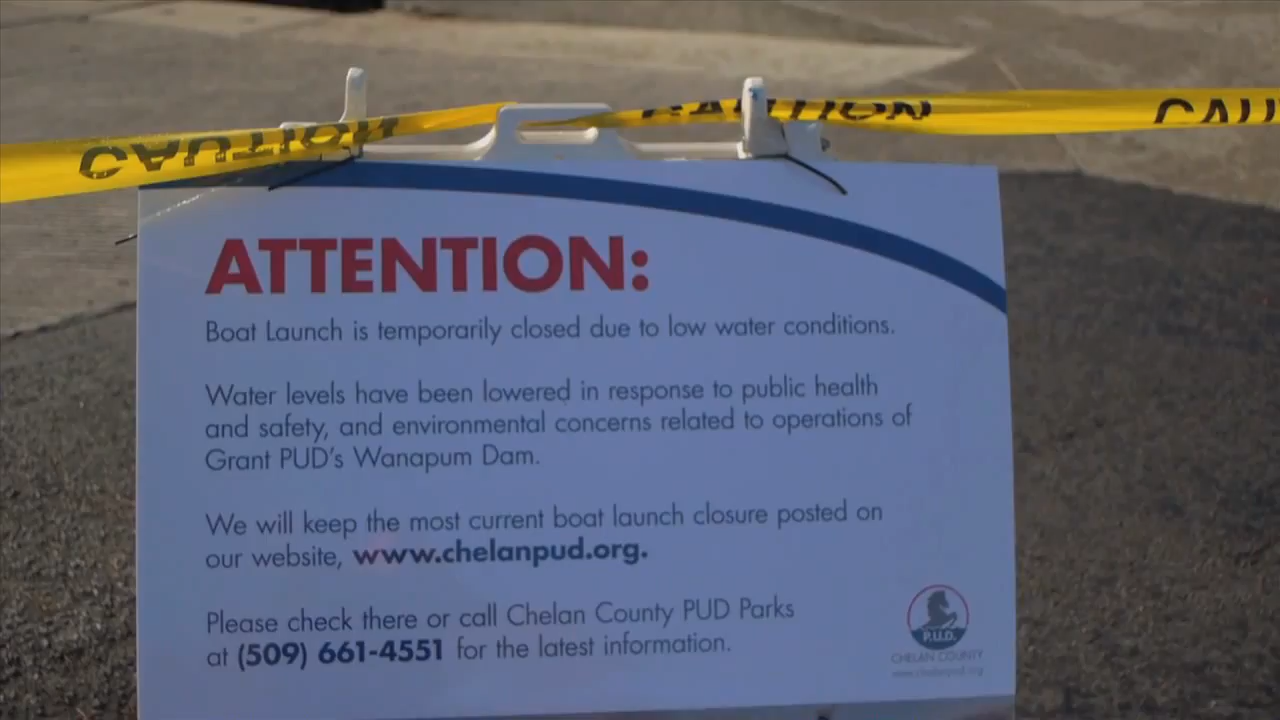 CAUTION CAUTION CAU
ATTENTION:
Boat Launch is temporarily closed due to low water conditions.
Water levels have been lowered in response to public health
and safety, and environmental concerns related to operations of
Grant PUD's Wanapum Dam.
We will keep the most current boat launch closure posted on
our website, www.chelanpud.org.
Please check there or call Chelan County PUD Parks
at (509) 661-4551 for the latest information.
P.U.D.
CHELAN COUNTY
www.chelanpud.org